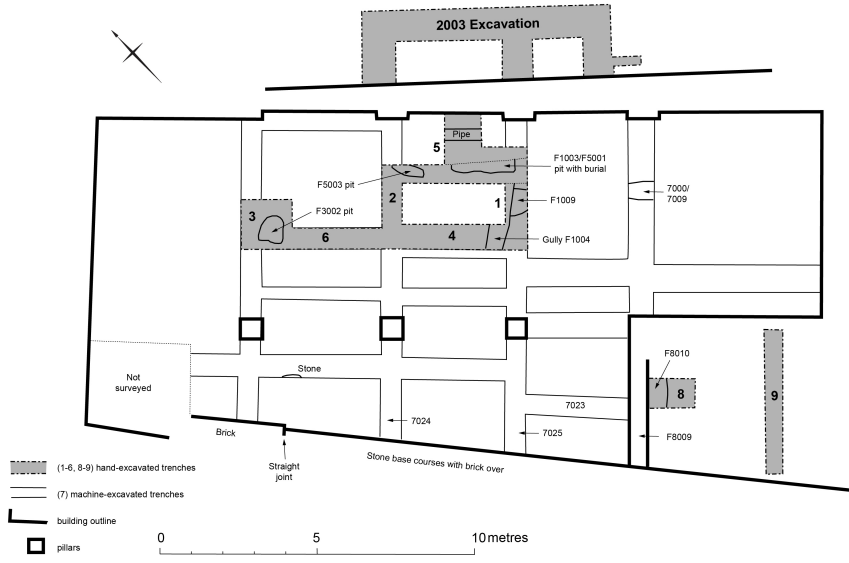 2003 Excavation
Pipe
5
F1003/F5001
pit with burial
F5003 pit
7000/
7009
2
1
F1009
3
F3002 pit
6
4
Gully F1004
Not
surveyed
Stone
F8010
8
9
7023
7024
7025
F8009
Brick
Straight
joint
Stone base courses with brick over
(1-6, 8-9) hand-excavated trenches
(7) machine-excavated trenches
building outline
pillars
0 5 10 metres